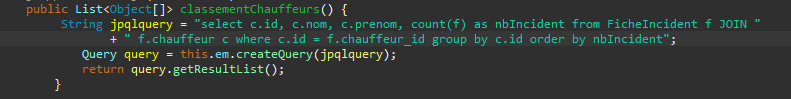 public List<Object[]> classementChauffeurs() {
String jpqlquery = "select c.id, c.nom, c.prenom, count(f) as nbIncident from FicheIncident f JOIN "
+ " f.chauffeur c where c.id = f.chauffeur_id group by c.id order by nbIncident";
Query query = this.em.createQuery(jpqlquery);
return query.getResultList();
}